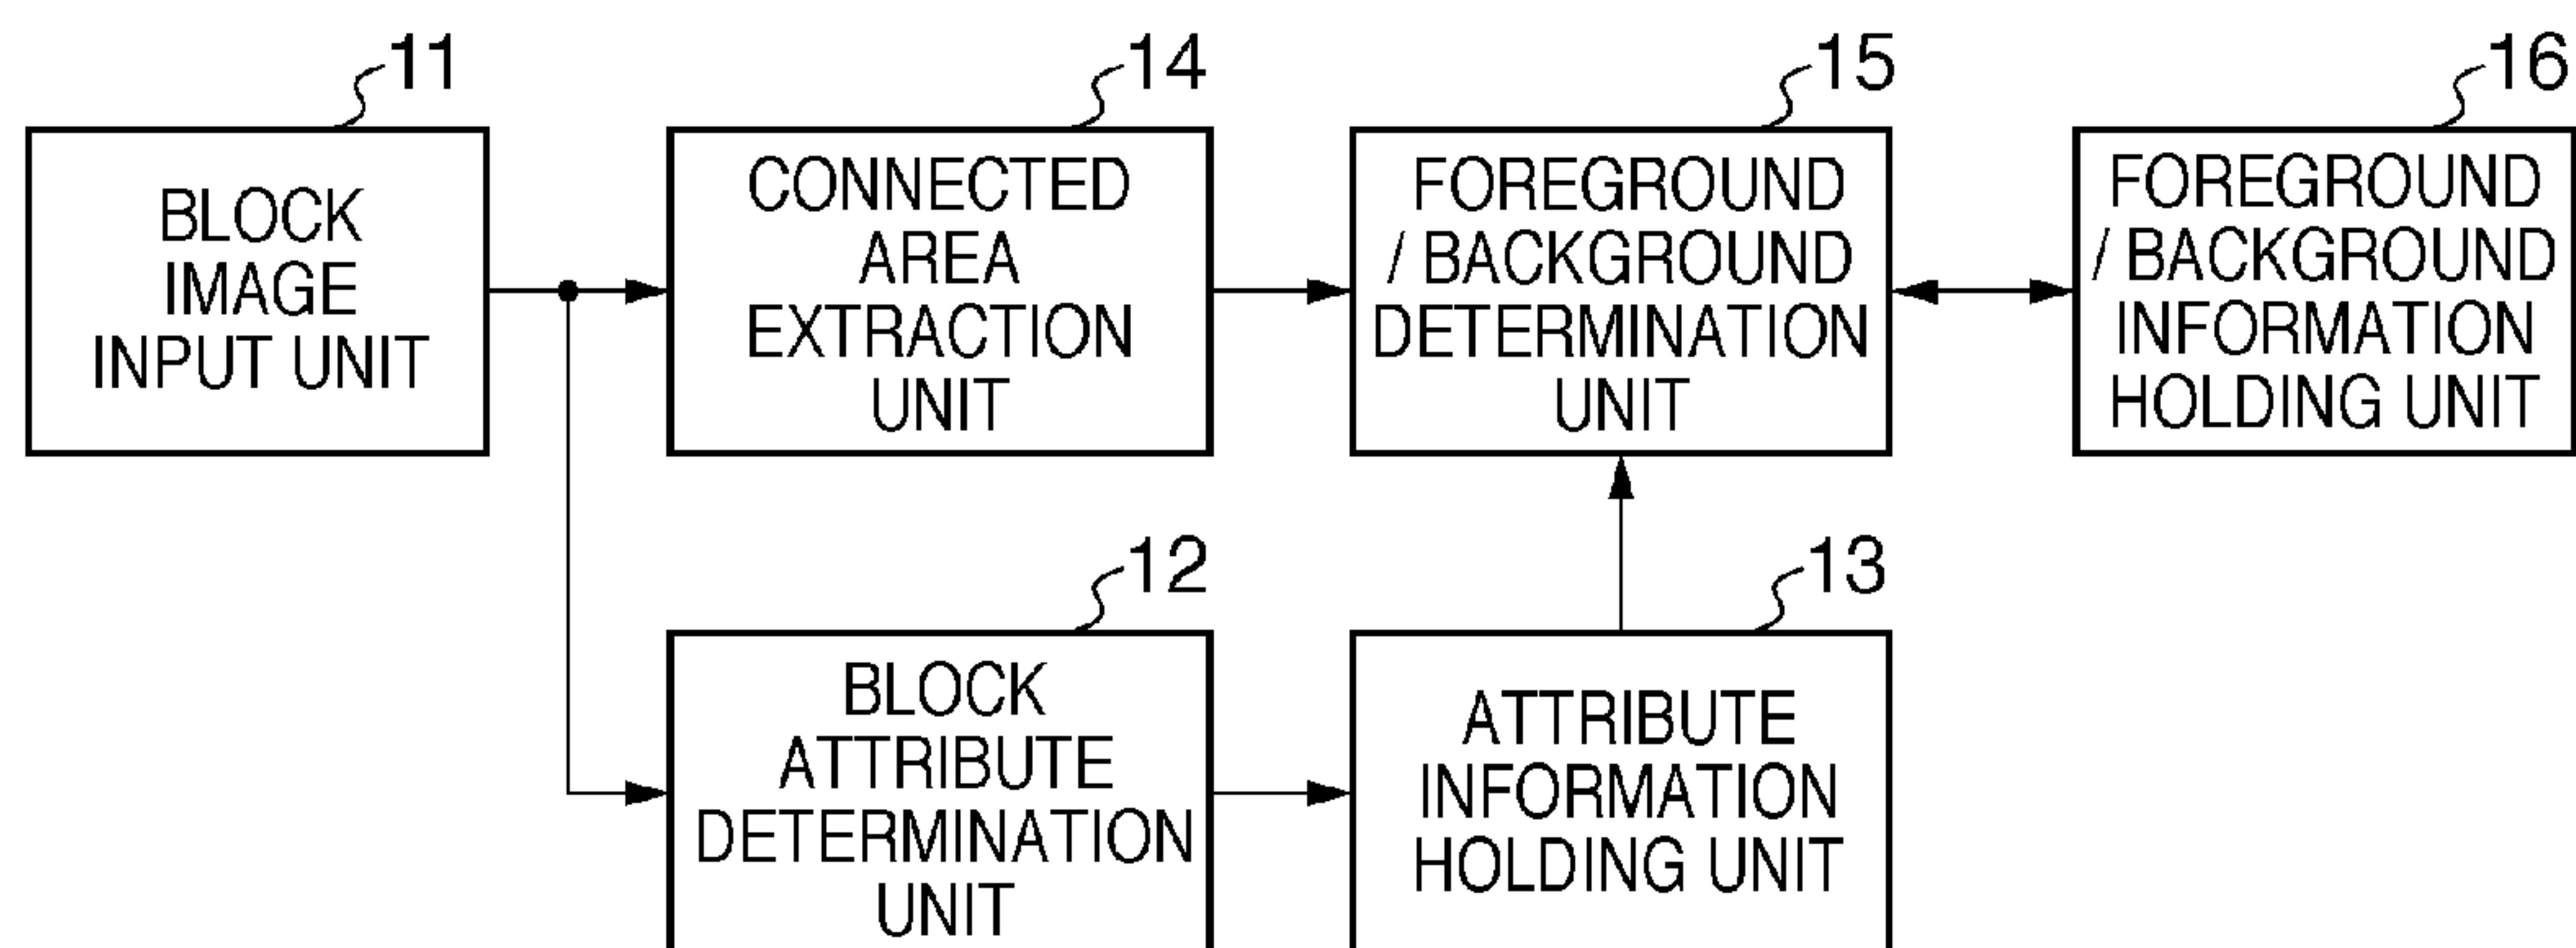 11
BLOCK
IMAGE
INPUT UNIT
14
CONNECTED
AREA
EXTRACTION
UNIT
15
FOREGROUND
/ BACKGROUND
DETERMINATION
UNIT
16
FOREGROUND
/ BACKGROUND
INFORMATION
HOLDING UNIT
12
BLOCK
ATTRIBUTE
DETERMINATION
UNIT
13
ATTRIBUTE
INFORMATION
HOLDING UNIT